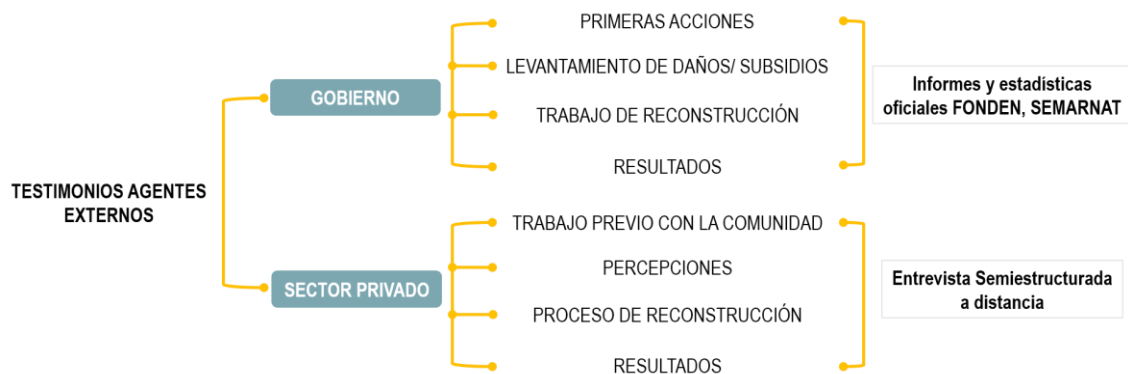 TESTIMONIOS AGENTES
EXTERNOS
GOBIERNO
PRIMERAS ACCIONES
LEVANTAMIENTO DE DAÑOS/ SUBSIDIOS
TRABAJO DE RECONSTRUCCIÓN
RESULTADOS
Informes y estadísticas
oficiales FONDEN, SEMARNAT
SECTOR PRIVADO
TRABAJO PREVIO CON LA COMUNIDAD
PERCEPCIONES
PROCESO DE RECONSTRUCCIÓN
RESULTADOS
Entrevista Semiestructurada
a distancia